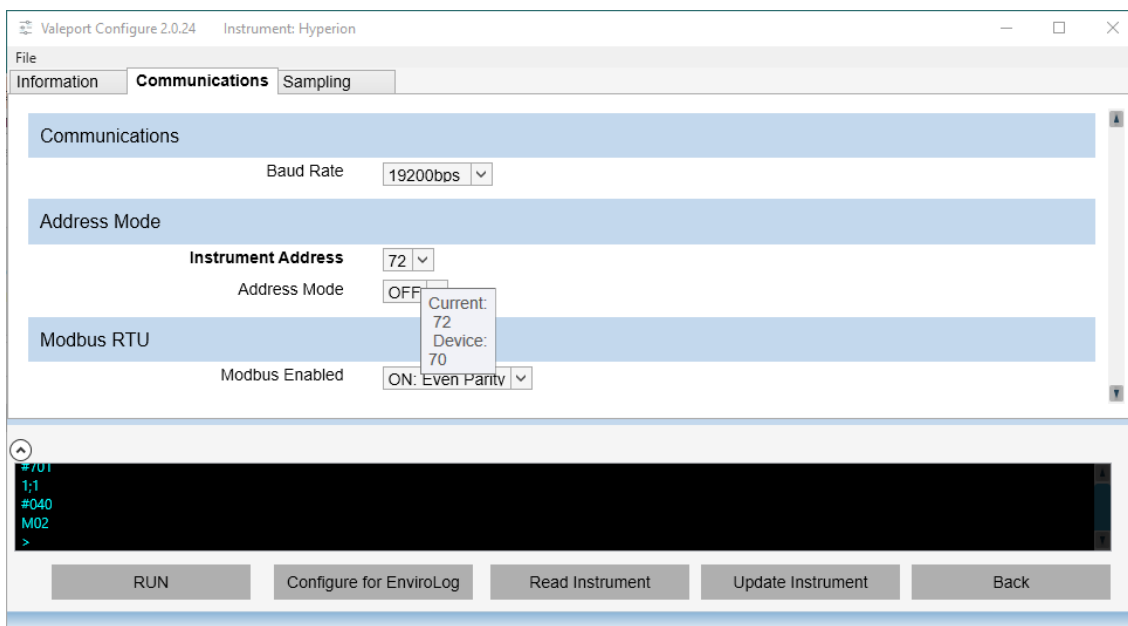 Valeport Configure 2.0.24 Instrument: Hyperion
File
Information Communications Sampling
Communications
Baud Rate 19200bps
Address Mode
Instrument Address 72
Address Mode OFF
Current:
72
Device:
70
Modbus RTU
Modbus Enabled ON: Even Parity
#701
1;1
#040
M02
>
RUN Configure for EnviroLog Read Instrument Update Instrument Back